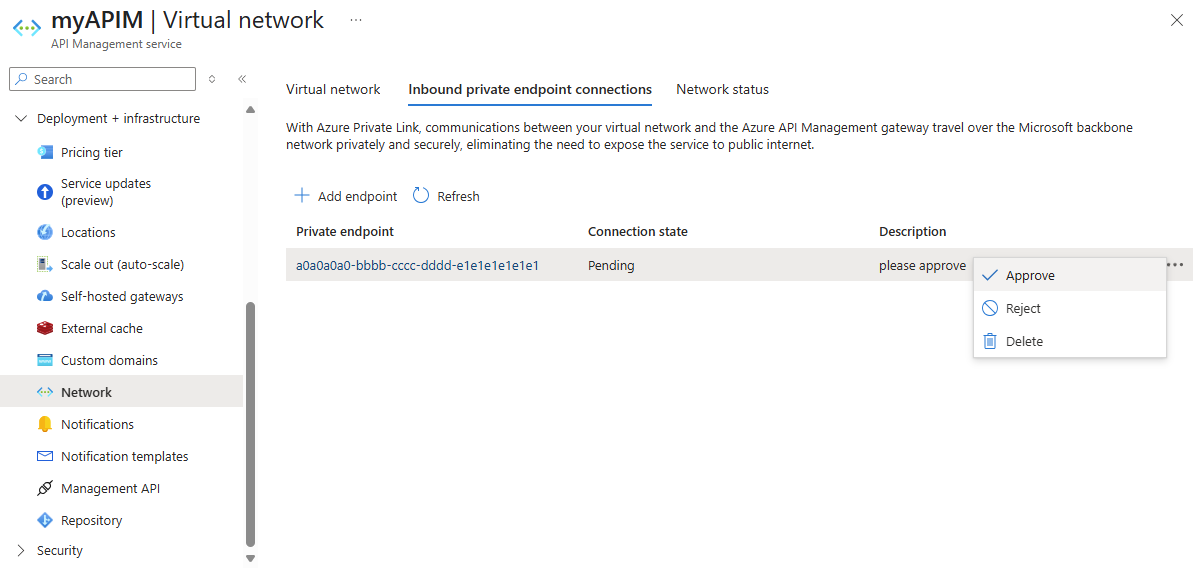 myAPIM | Virtual network ...
API Management service
Search
Deployment + infrastructure
Pricing tier
Service updates
(preview)
Locations
Scale out (auto-scale)
Self-hosted gateways
External cache
Custom domains
Network
Notifications
Notification templates
Management API
Repository
Security
Virtual network Inbound private endpoint connections Network status
With Azure Private Link, communications between your virtual network and the Azure API Management gateway travel over the Microsoft backbone
network privately and securely, eliminating the need to expose the service to public internet.
Add endpoint Refresh
Private endpoint Connection state Description
a0a0a0a0-bbbb-cccc-dddd-e1e1e1e1e1e1 Pending please approve
Approve
Reject
Delete